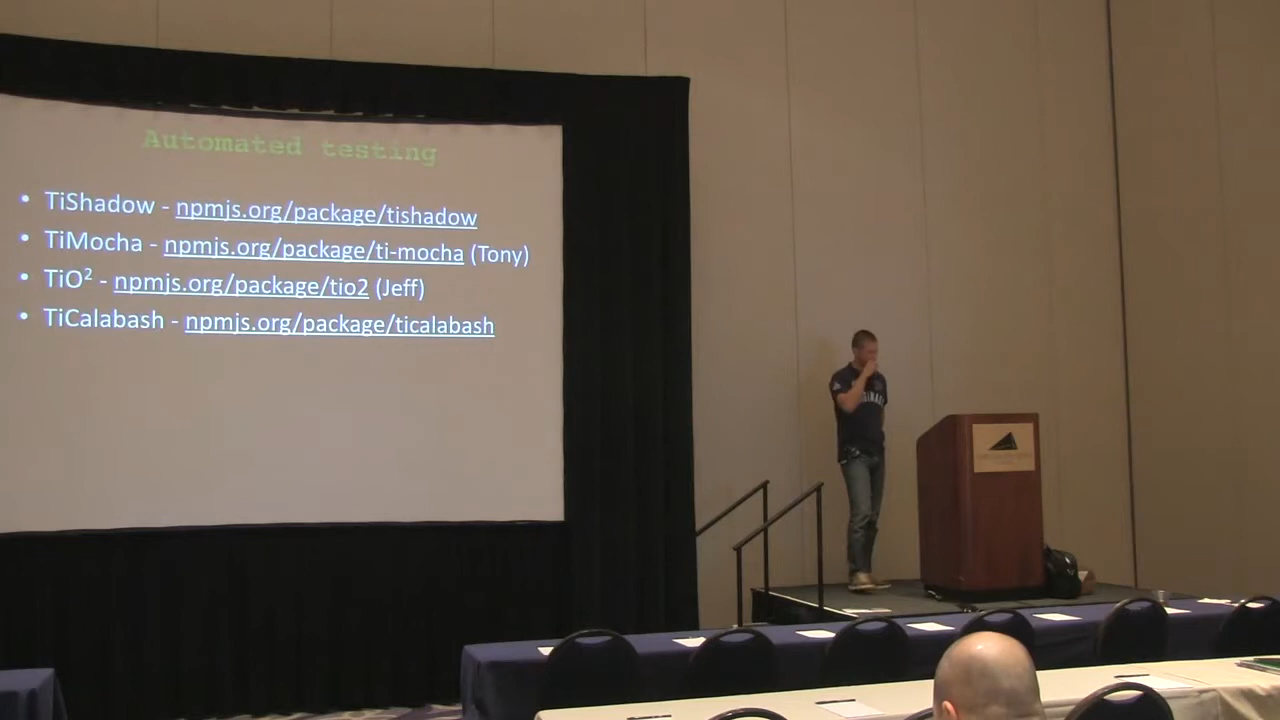 Automated testing
• TiShadow - npmjs.org/package/tishadow
• TiMocha - npmjs.org/package/ti-mocha (Tony)
• TiO² - npmjs.org/package/tio2 (Jeff)
• TiCalabash - npmjs.org/package/ticalabash